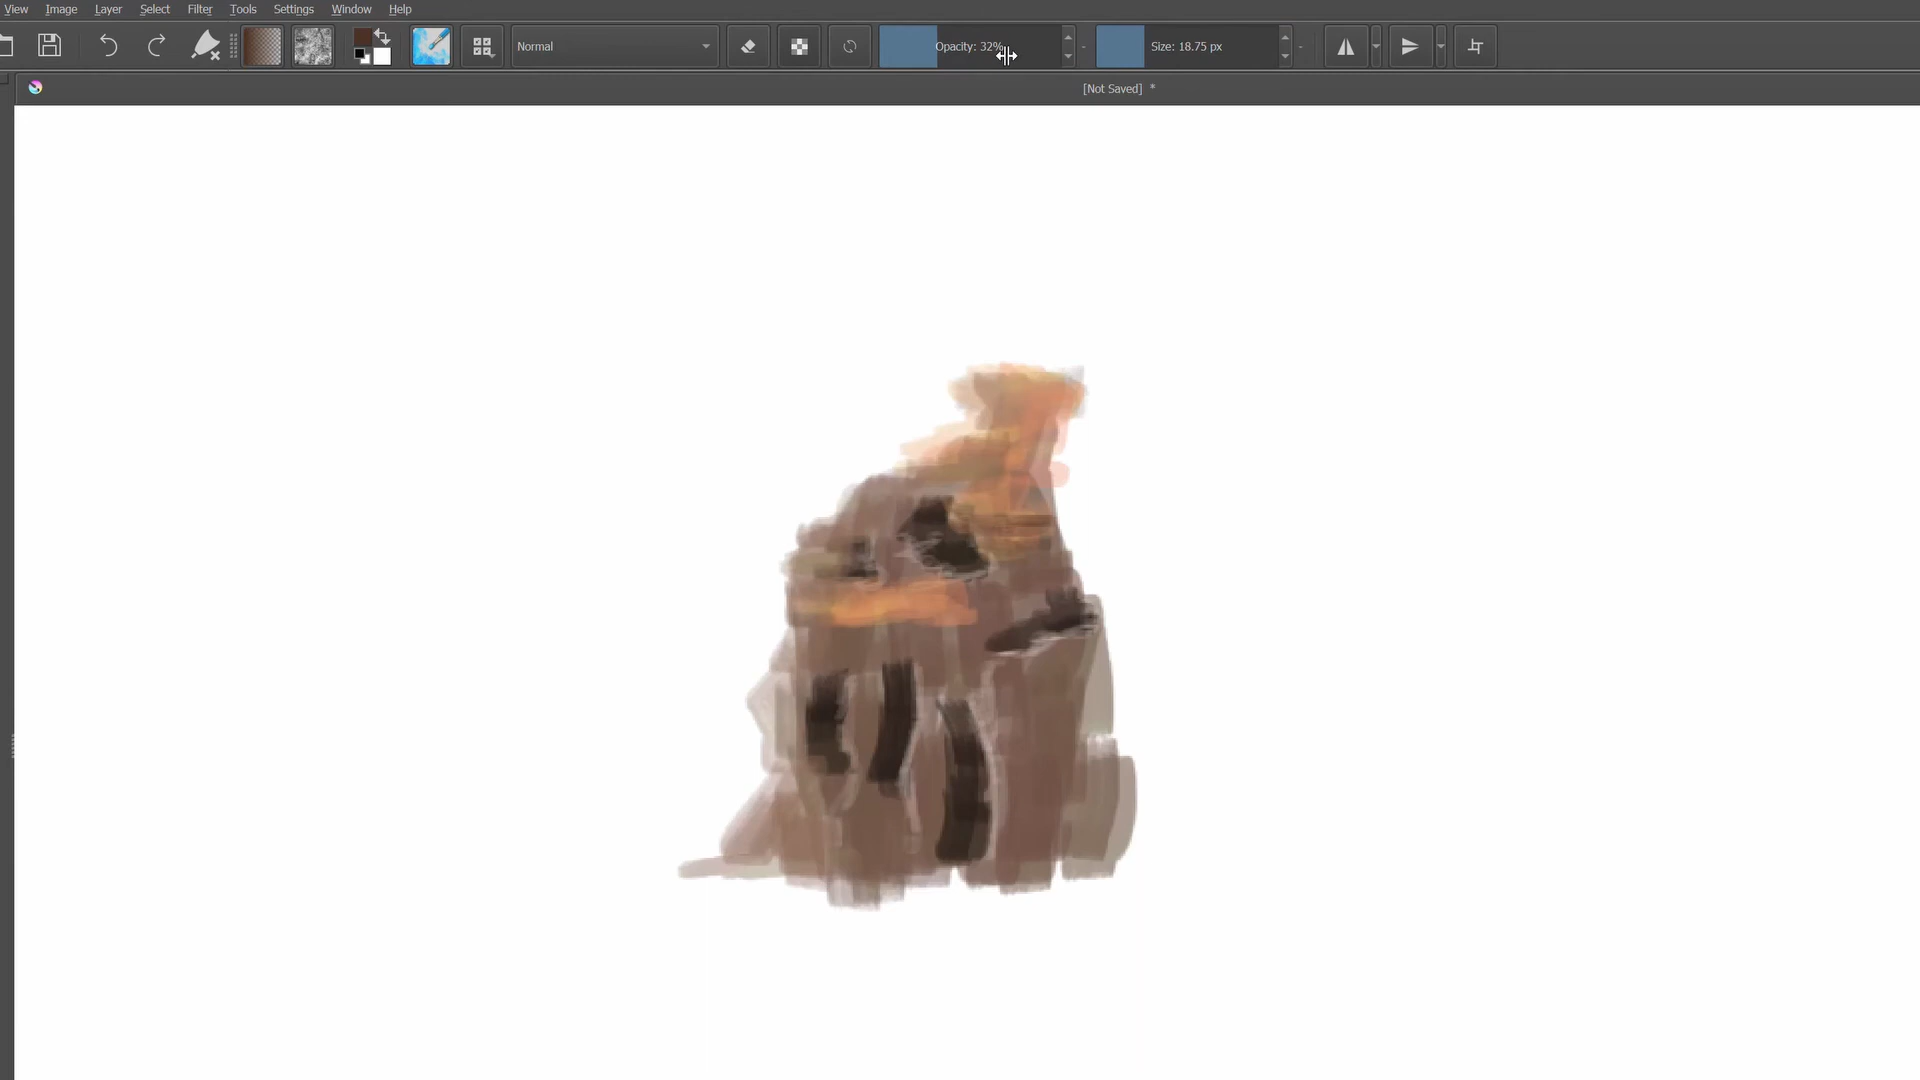 View Image Layer Select Filter Tools Settings Window Help
Normal Opacity: 32% Size: 18.75 px
[Not Saved] *